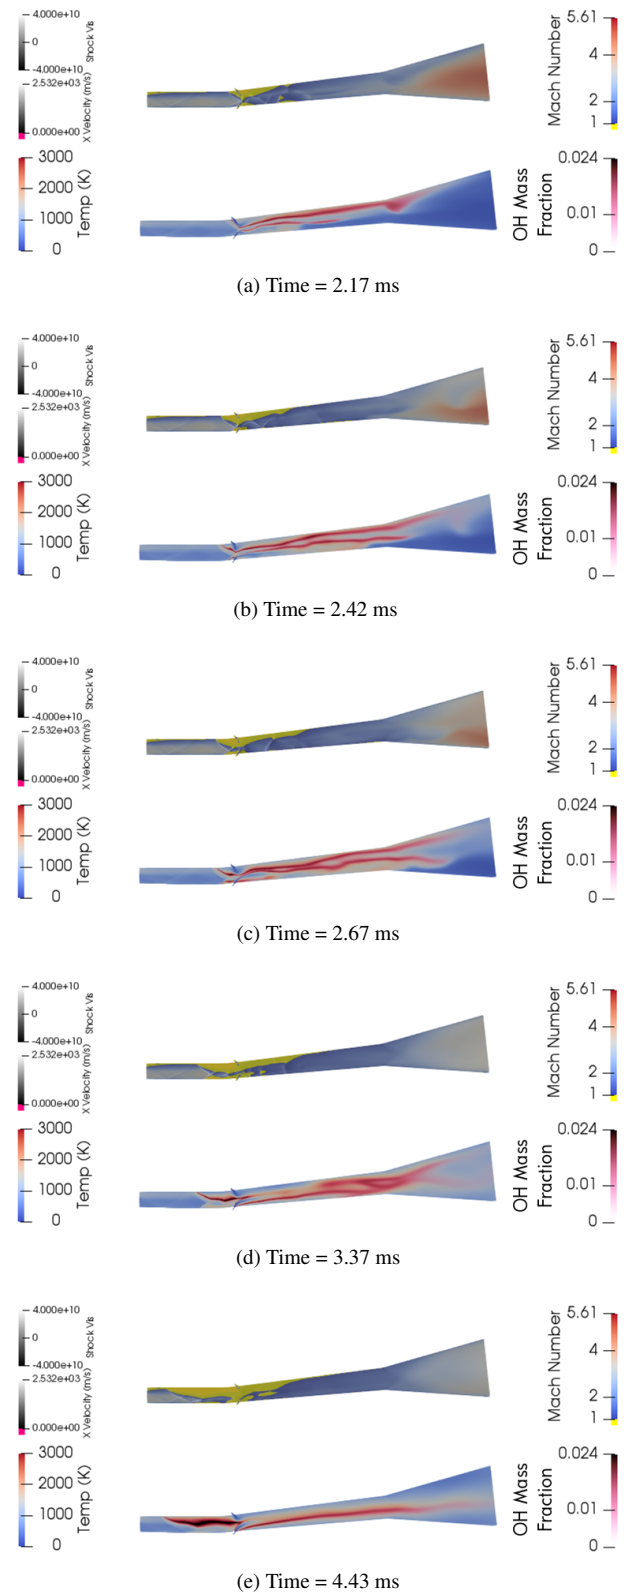 4.000e+10
0
-4.000e+10
Shock Vis
2.532e+03
0.000e+00
X Velocity (m/s)
5.61
4
2
1
Mach Number
3000
2000
1000
0
Temp (K)
OH Mass
Fraction
0.024
0.01
0
(a) Time = 2.17 ms
4.000e+10
0
-4.000e+10
Shock Vis
2.532e+03
0.000e+00
X Velocity (m/s)
5.61
4
2
1
Mach Number
3000
2000
1000
0
Temp (K)
OH Mass
Fraction
0.024
0.01
0
(b) Time = 2.42 ms
4.000e+10
0
-4.000e+10
Shock Vis
2.532e+03
0.000e+00
X Velocity (m/s)
5.61
4
2
1
Mach Number
3000
2000
1000
0
Temp (K)
OH Mass
Fraction
0.024
0.01
0
(c) Time = 2.67 ms
4.000e+10
0
-4.000e+10
Shock Vis
2.532e+03
0.000e+00
X Velocity (m/s)
5.61
4
2
1
Mach Number
3000
2000
1000
0
Temp (K)
OH Mass
Fraction
0.024
0.01
0
(d) Time = 3.37 ms
4.000e+10
0
-4.000e+10
Shock Vis
2.532e+03
0.000e+00
X Velocity (m/s)
5.61
4
2
1
Mach Number
3000
2000
1000
0
Temp (K)
OH Mass
Fraction
0.024
0.01
0
(e) Time = 4.43 ms